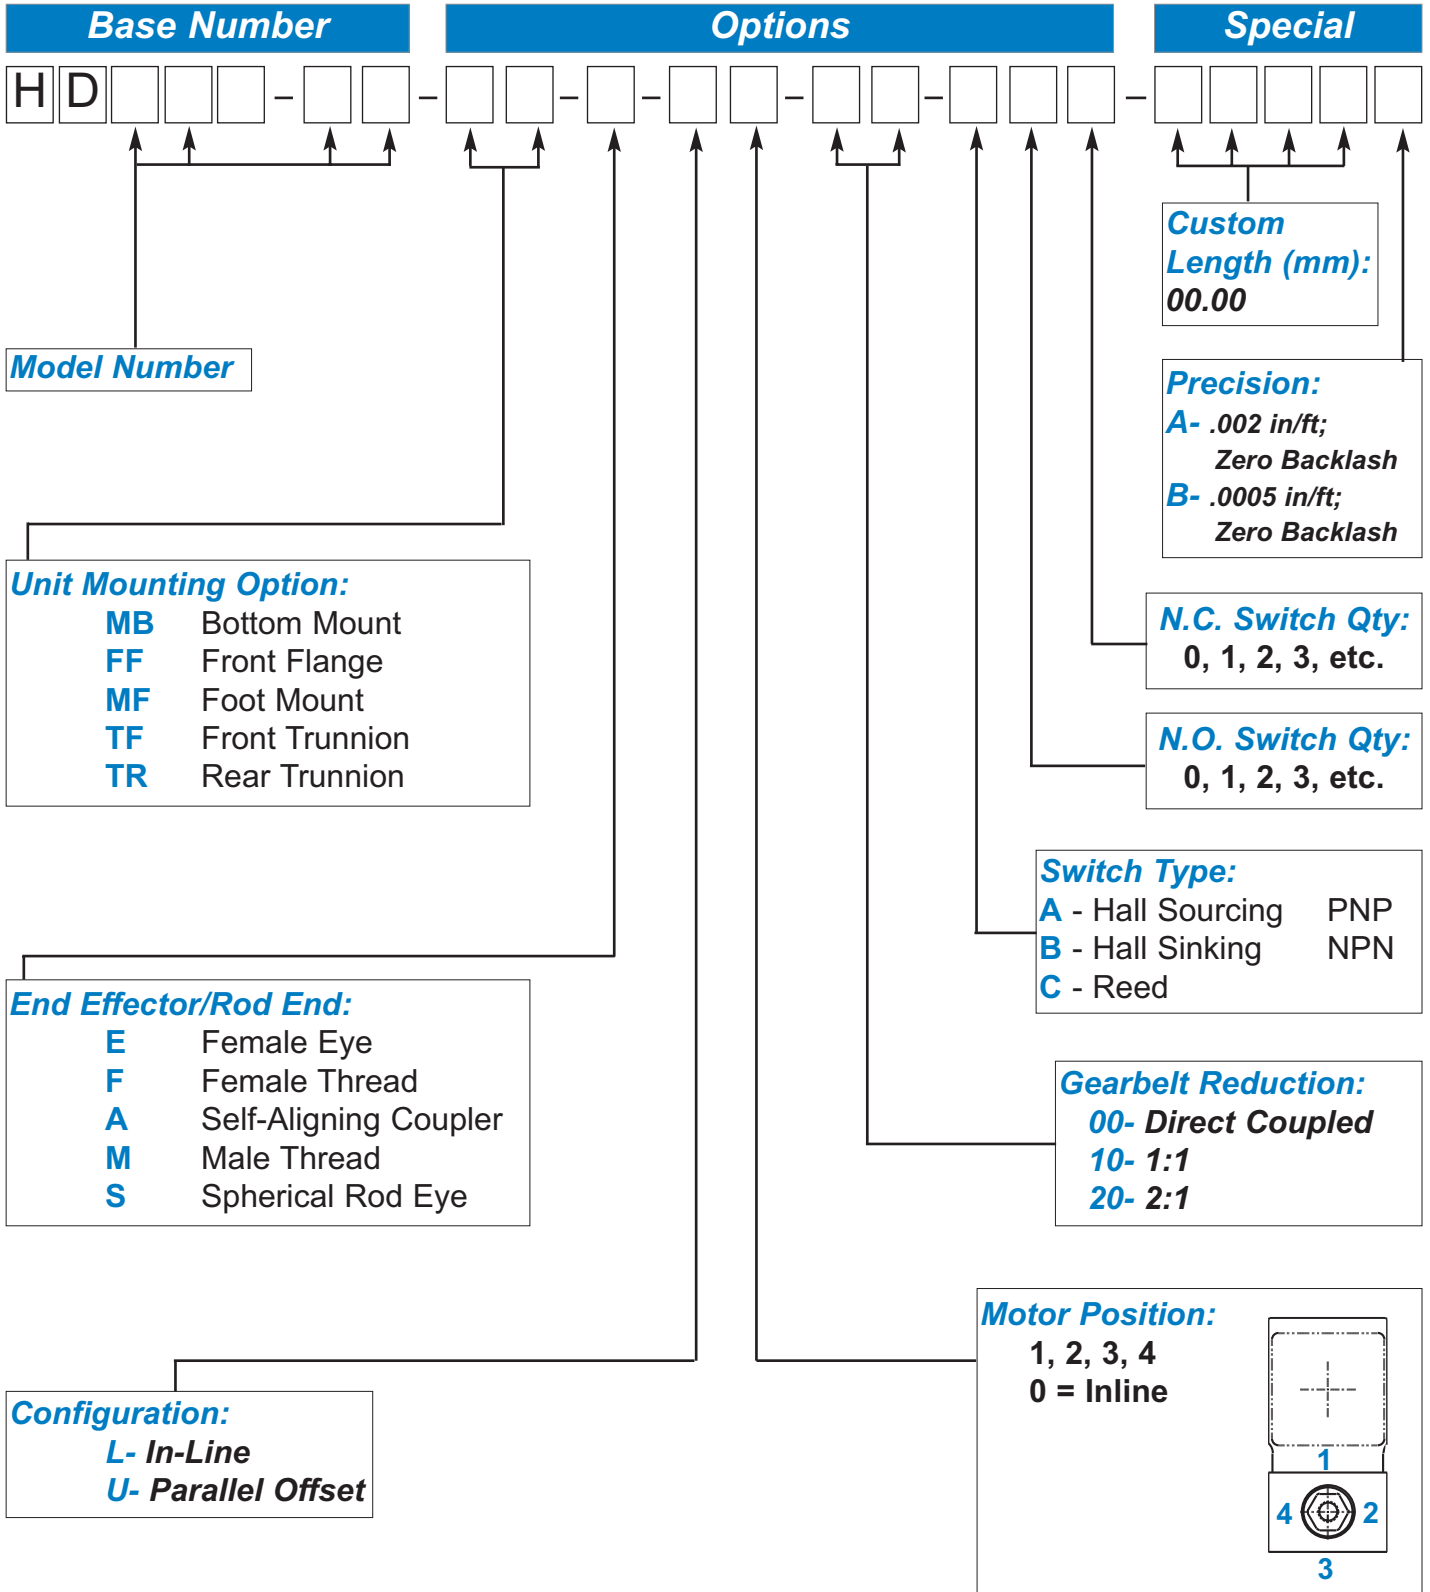 Base Number
Options
Special
H D – – – – – – –
Custom
Length (mm):
00.00
Model Number
Precision:
A- .002 in/ft;
Zero Backlash
B- .0005 in/ft;
Zero Backlash
Unit Mounting Option:
MB Bottom Mount
FF Front Flange
MF Foot Mount
TF Front Trunnion
TR Rear Trunnion
N.C. Switch Qty:
0, 1, 2, 3, etc.
N.O. Switch Qty:
0, 1, 2, 3, etc.
Switch Type:
A - Hall Sourcing PNP
B - Hall Sinking NPN
C - Reed
End Effector/Rod End:
E Female Eye
F Female Thread
A Self-Aligning Coupler
M Male Thread
S Spherical Rod Eye
Gearbelt Reduction:
00- Direct Coupled
10- 1:1
20- 2:1
Motor Position:
1, 2, 3, 4
0 = Inline
1
4 2
3
Configuration:
L- In-Line
U- Parallel Offset